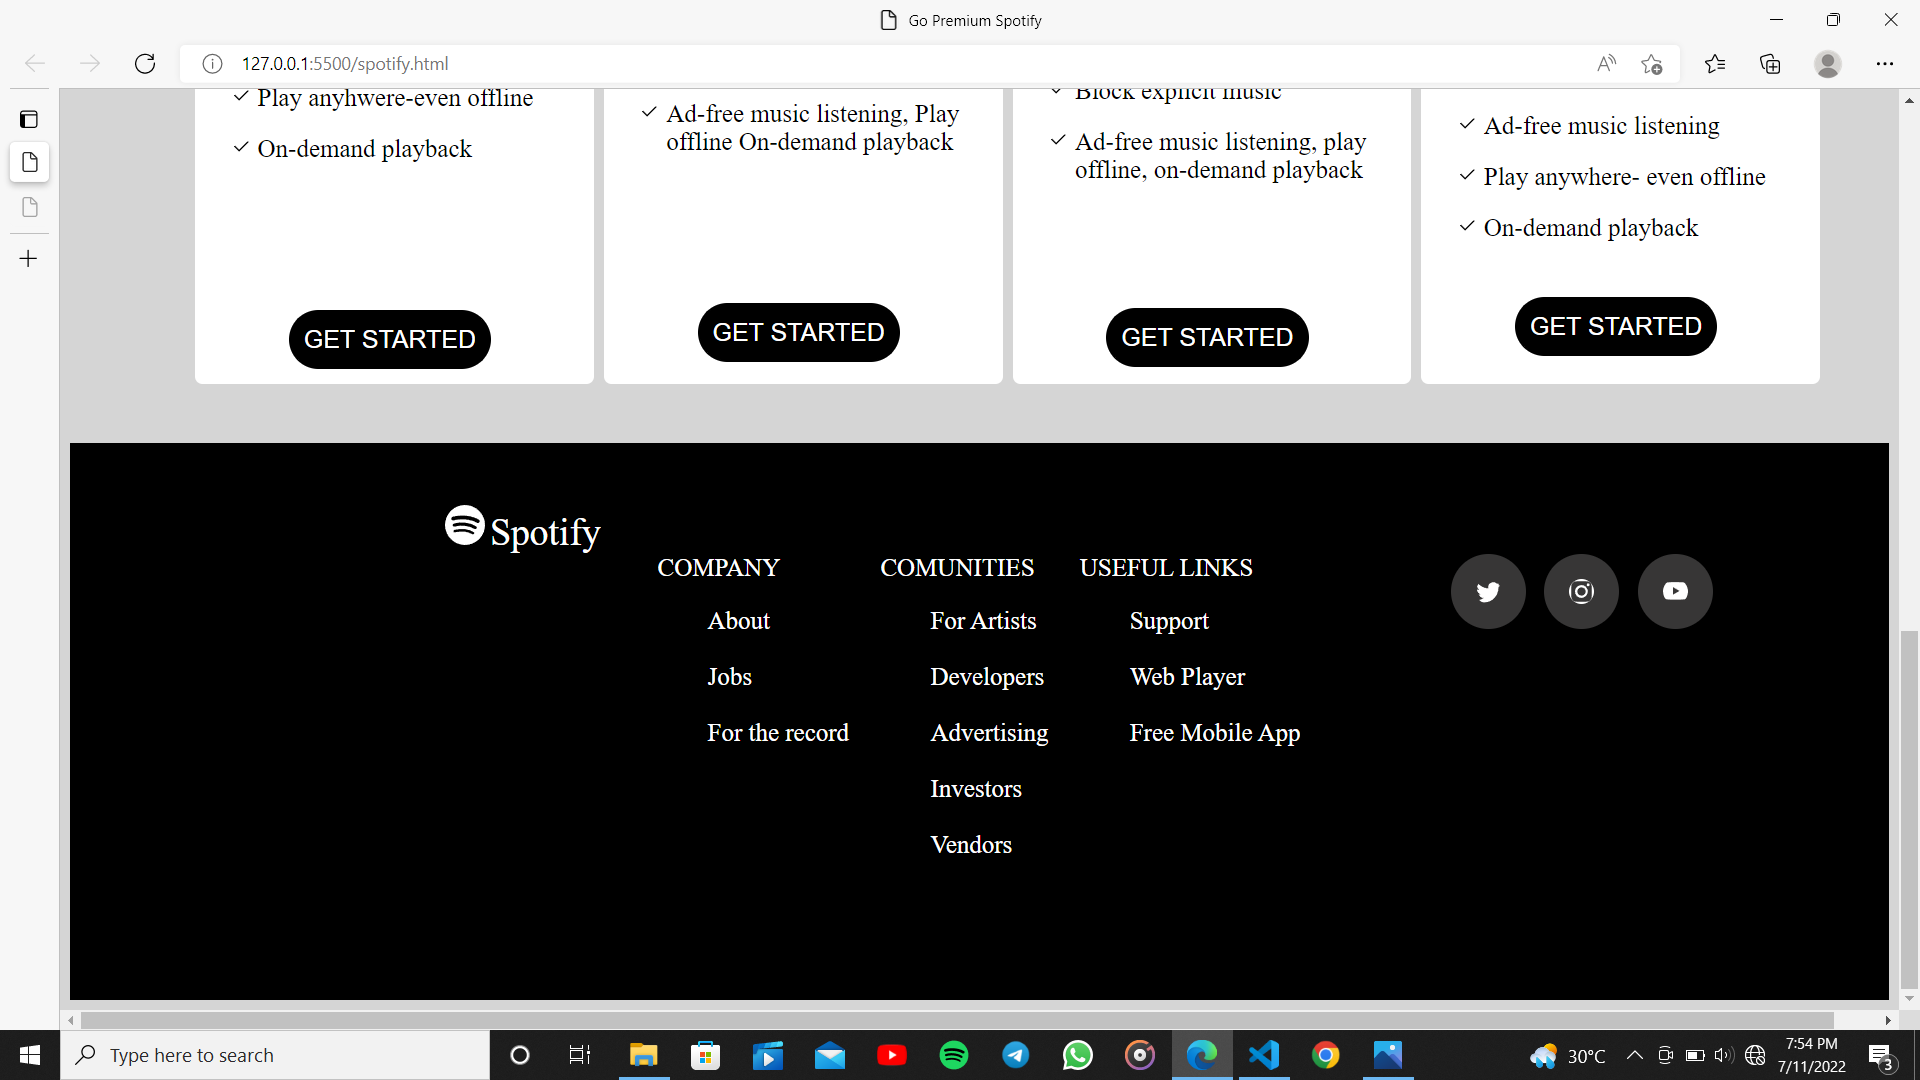 Go Premium Spotify
127.0.0.1:5500/spotify.html
Play anyhwere-even offline
On-demand playback
GET STARTED
Ad-free music listening, Play
offline On-demand playback
GET STARTED
Block explicit music
Ad-free music listening, play
offline, on-demand playback
GET STARTED
Ad-free music listening
Play anywhere- even offline
On-demand playback
GET STARTED
Spotify
COMPANY
About
Jobs
For the record
COMUNITIES
For Artists
Developers
Advertising
Investors
Vendors
USEFUL LINKS
Support
Web Player
Free Mobile App
Type here to search
30°C
7:54 PM
7/11/2022
3